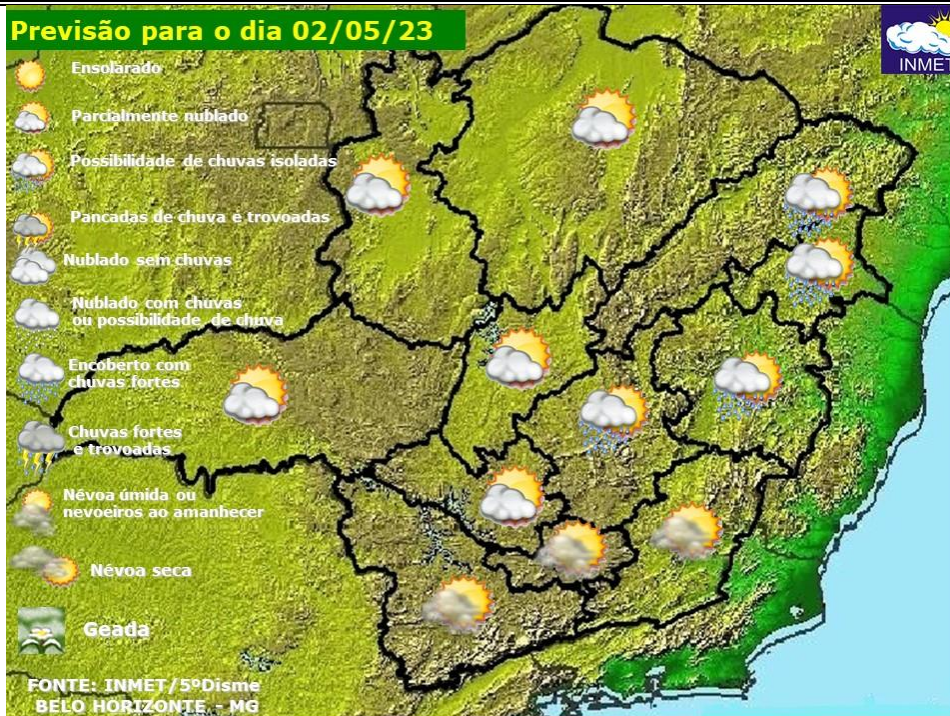 Previsão para o dia 02/05/23
INMET
Ensolarado
Parcialmente nublado
Possibilidade de chuvas isoladas
Pancadas de chuva e trovoadas
Nublado sem chuvas
Nublado com chuvas
ou possibilidade de chuva
Encoberto com
chuvas fortes
Chuvas fortes
e trovoadas
Névoa úmida ou
nevoeiros ao amanhecer
Névoa seca
Geada
FONTE: INMET/5ºDisme
BELO HORIZONTE - MG